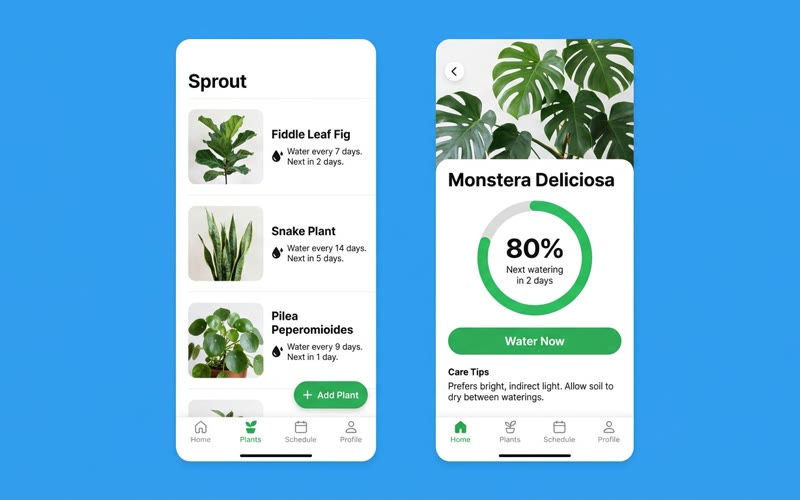 Sprout
Fiddle Leaf Fig
Water every 7 days.
Next in 2 days.
Snake Plant
Water every 14 days.
Next in 5 days.
Pilea
Peperomioides
Water every 9 days.
Next in 1 day.
+ Add Plant
Home Plants Schedule Profile
Monstera Deliciosa
80%
Next watering
in 2 days
Water Now
Care Tips
Prefers bright, indirect light. Allow soil to
dry between waterings.
Home Plants Schedule Profile